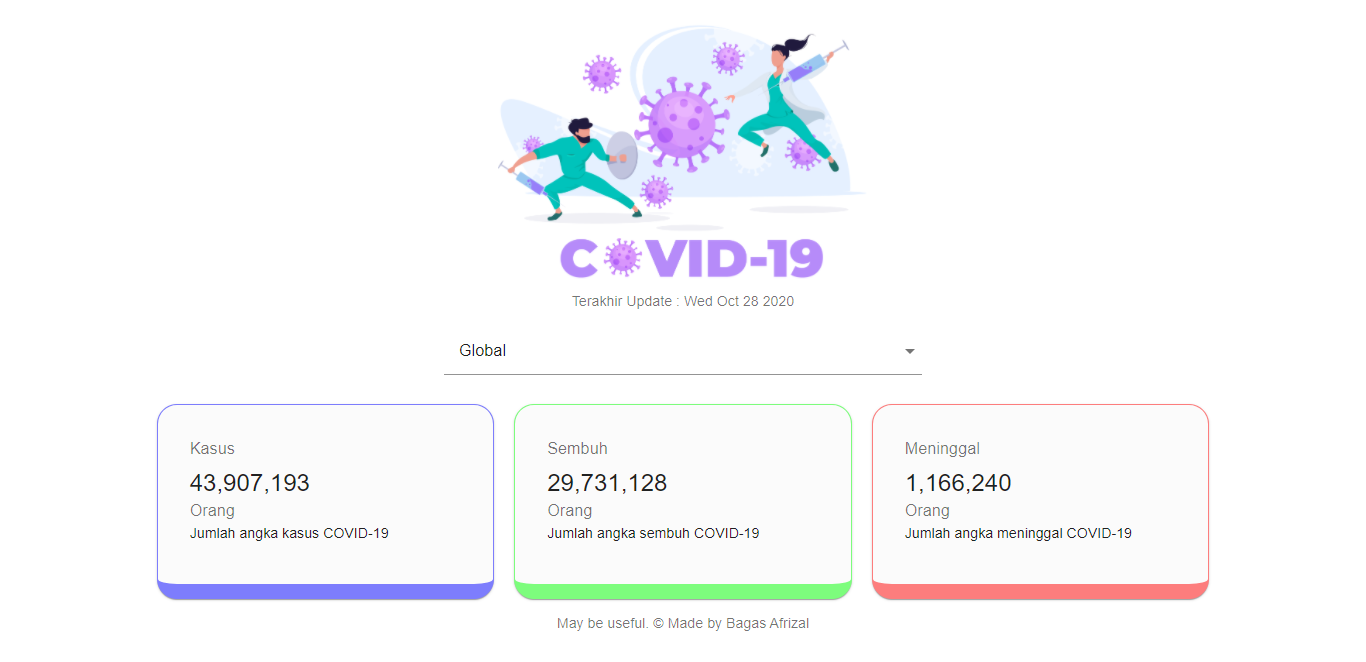 COVID-19
Terakhir Update : Wed Oct 28 2020
Global
Kasus
43,907,193
Orang
Jumlah angka kasus COVID-19
Sembuh
29,731,128
Orang
Jumlah angka sembuh COVID-19
Meninggal
1,166,240
Orang
Jumlah angka meninggal COVID-19
May be useful. © Made by Bagas Afrizal